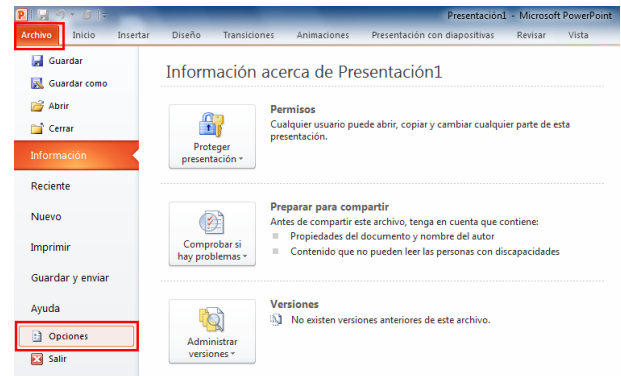 Presentación1 - Microsoft PowerPoint
Archivo Inicio Insertar Diseño Transiciones Animaciones Presentación con diapositivas Revisar Vista
Guardar
Guardar como
Abrir
Cerrar
Información
Reciente
Nuevo
Imprimir
Guardar y enviar
Ayuda
Opciones
Salir
Información acerca de Presentación1
Proteger
presentación
Permisos
Cualquier usuario puede abrir, copiar y cambiar cualquier parte de esta
presentación.
Comprobar si
hay problemas
Preparar para compartir
Antes de compartir este archivo, tenga en cuenta que contiene:
Propiedades del documento y nombre del autor
Contenido que no pueden leer las personas con discapacidades
Administrar
versiones
Versiones
No existen versiones anteriores de este archivo.